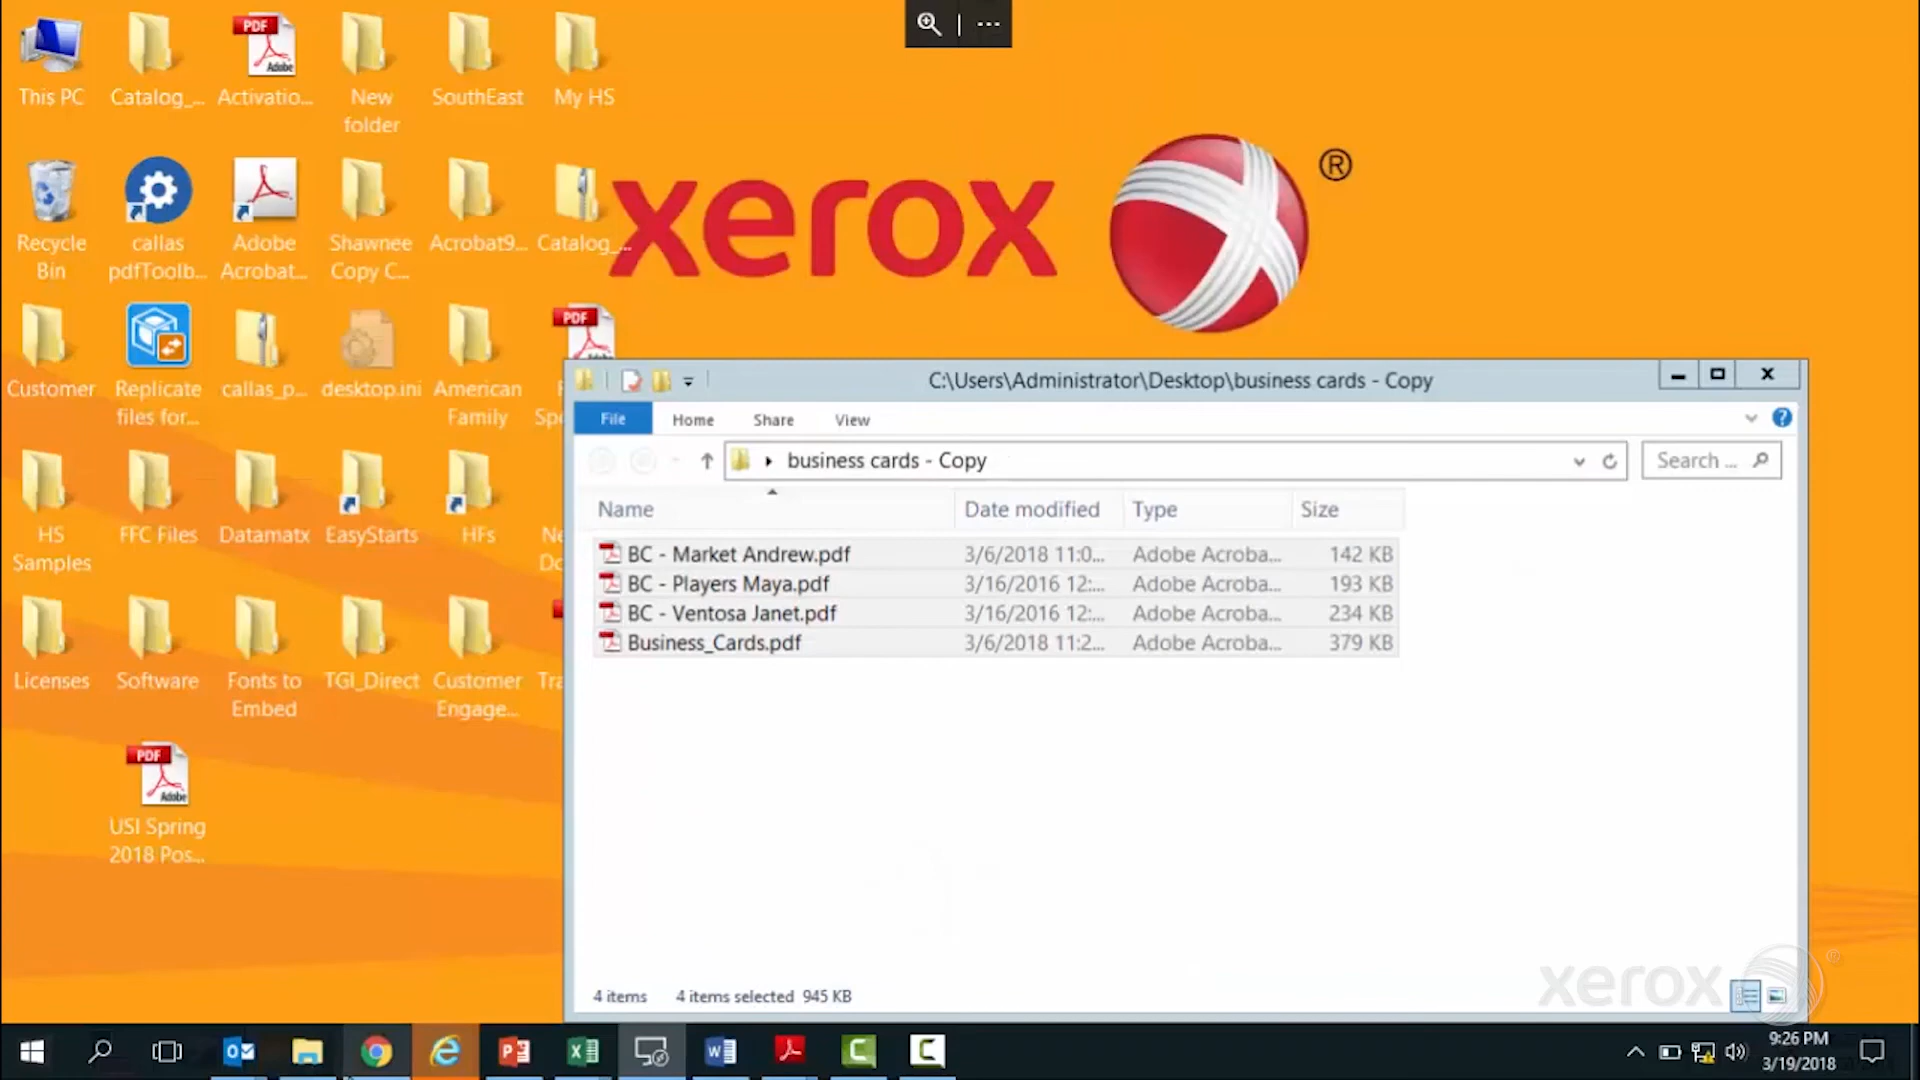 This PC
Catalog_...
PDF
Adobe
Activatio...
New
folder
SouthEast
My HS
xerox ®
Recycle
Bin
callas
pdfToolb...
Adobe
Acrobat...
Shawnee
Copy C...
Acrobat9...
Catalog_...
Customer
Replicate
files for...
callas_p...
desktop.ini
American
Family
PDF
Spe
HS
Samples
FFC Files
Datamatx
EasyStarts
HFs
Ne
Do
Licenses
Software
Fonts to
Embed
TGI_Direct
Customer
Engage...
Tra
PDF
Adobe
USI Spring
2018 Pos...
C:\Users\Administrator\Desktop\business cards - Copy
File Home Share View
business cards - Copy
Search ...
Name Date modified Type Size
BC - Market Andrew.pdf 3/6/2018 11:0... Adobe Acroba... 142 KB
BC - Players Maya.pdf 3/16/2016 12:... Adobe Acroba... 193 KB
BC - Ventosa Janet.pdf 3/16/2016 12:... Adobe Acroba... 234 KB
Business_Cards.pdf 3/6/2018 11:2... Adobe Acroba... 379 KB
4 items 4 items selected 945 KB
xerox ®
9:26 PM
3/19/2018